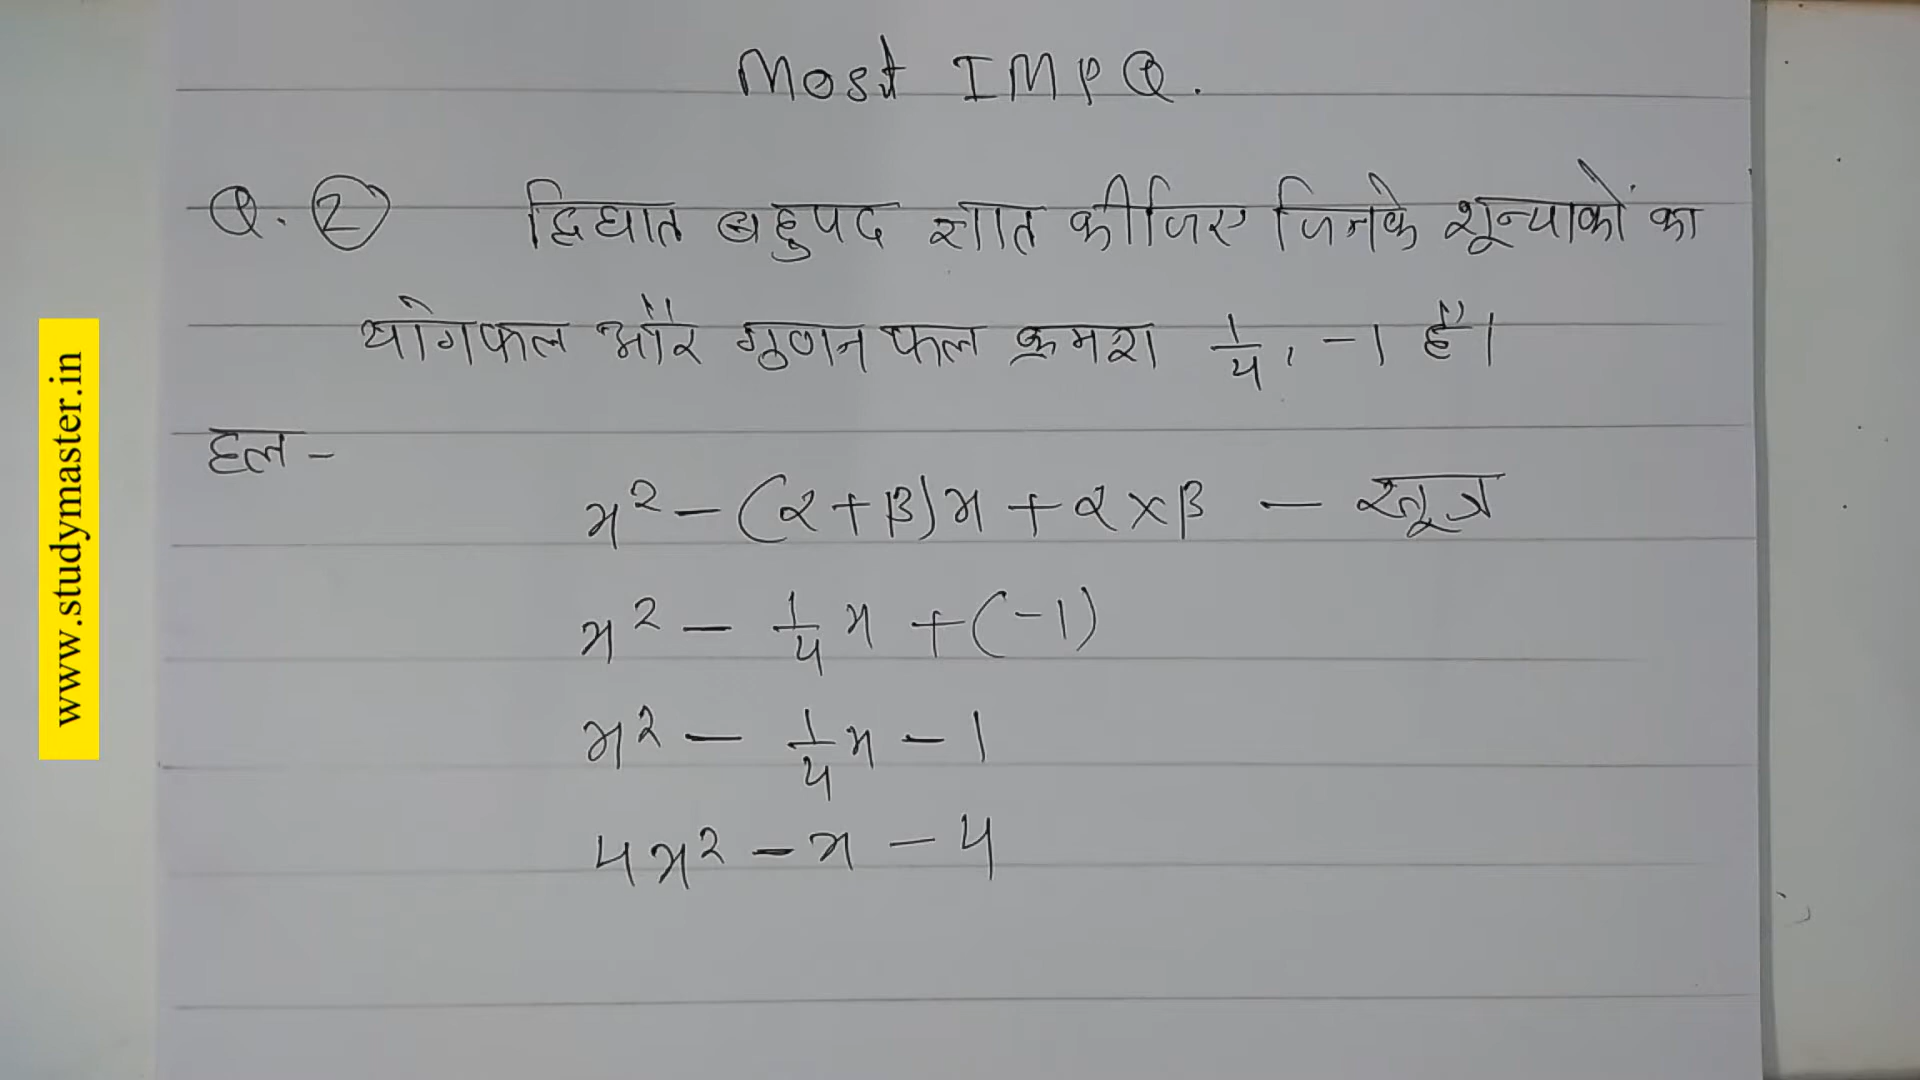 Most IMP Q.
Q. 2 द्विघात बहुपद ज्ञात कीजिए जिनके शून्याकों का
योगफल और गुणनफल क्रमश 1/4, -1 हैं।
हल -
x² - (α + β)x + α × β - सूत्र
x² - 1/4 x + (-1)
x² - 1/4 x - 1
4x² - x - 4
www.studymaster.in